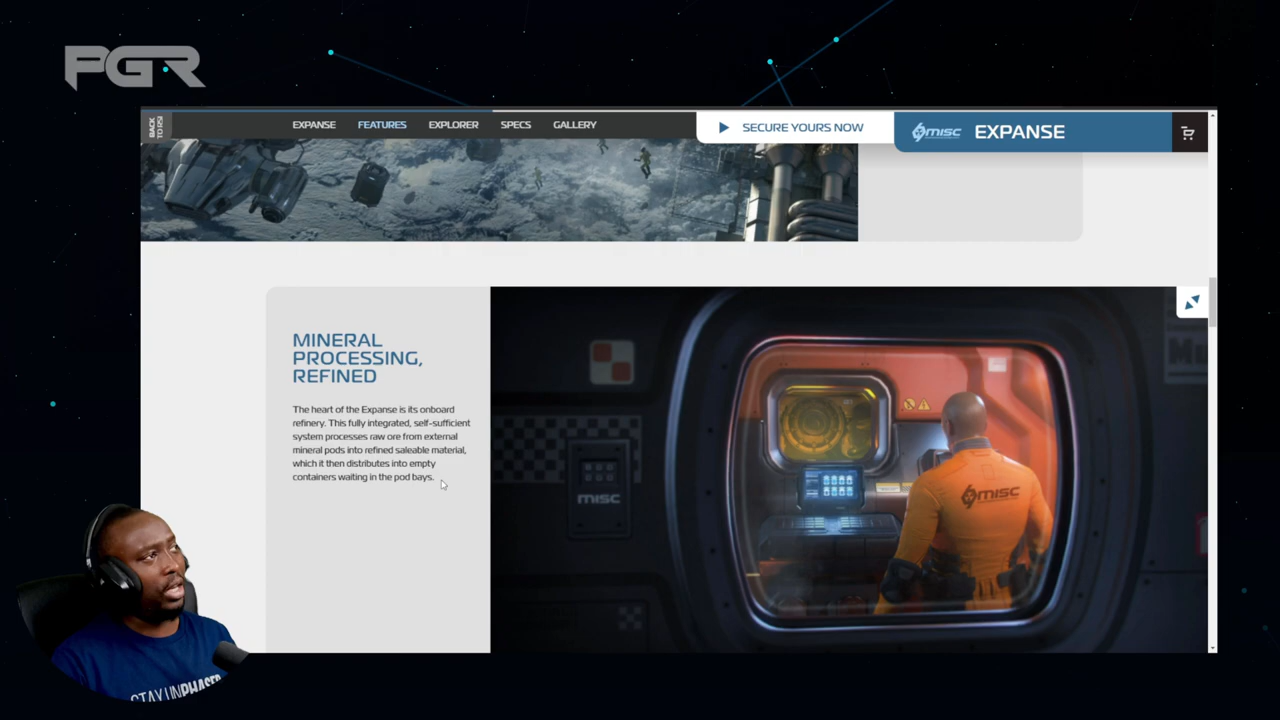 PGR
BACK
TO RSI
EXPANSE
FEATURES
EXPLORER
SPECS
GALLERY
SECURE YOURS NOW
misc EXPANSE
MINERAL
PROCESSING,
REFINED
The heart of the Expanse is its onboard
refinery. This fully integrated, self-sufficient
system processes raw ore from external
mineral pods into refined saleable material,
which it then distributes into empty
containers waiting in the pod bays.
misc
misc
STAY UNPHASED